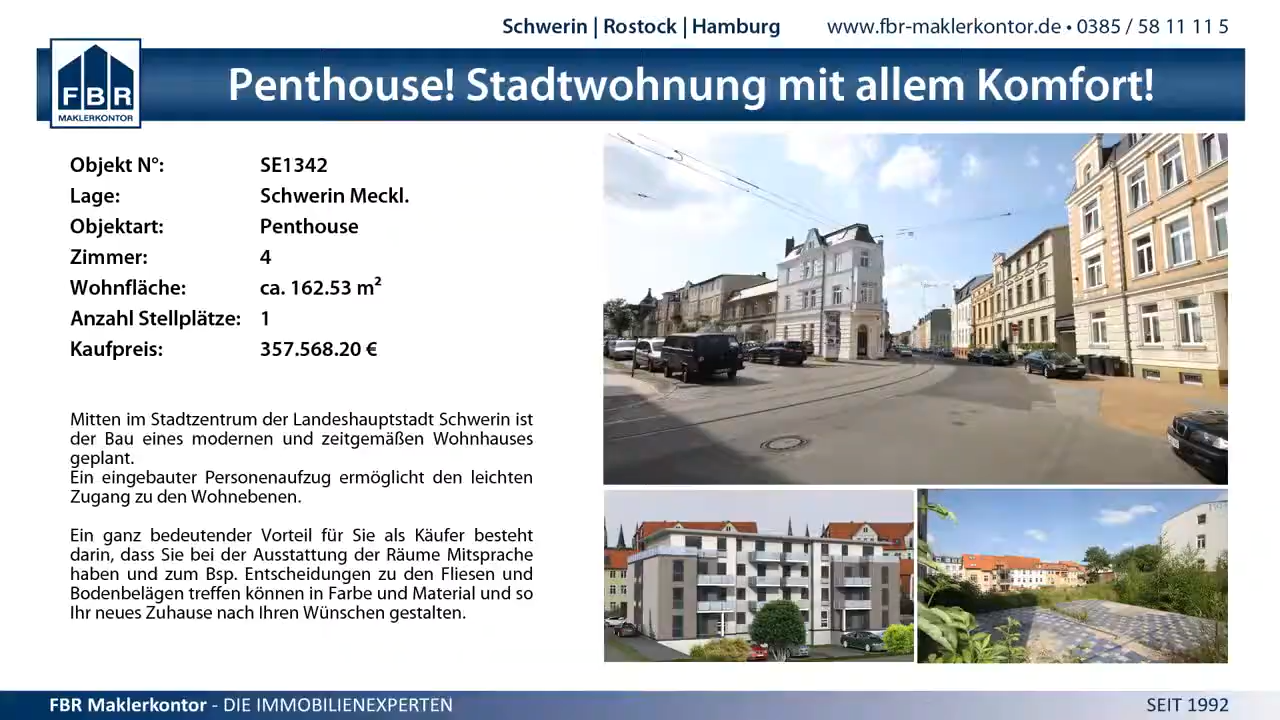 Schwerin | Rostock | Hamburg www.fbr-maklerkontor.de • 0385 / 58 11 11 5
FBR
MAKLERKONTOR
Penthouse! Stadtwohnung mit allem Komfort!
Objekt N°: SE1342
Lage: Schwerin Meckl.
Objektart: Penthouse
Zimmer: 4
Wohnfläche: ca. 162.53 m²
Anzahl Stellplätze: 1
Kaufpreis: 357.568.20 €
Mitten im Stadtzentrum der Landeshauptstadt Schwerin ist
der Bau eines modernen und zeitgemäßen Wohnhauses
geplant.
Ein eingebauter Personenaufzug ermöglicht den leichten
Zugang zu den Wohnebenen.
Ein ganz bedeutender Vorteil für Sie als Käufer besteht
darin, dass Sie bei der Ausstattung der Räume Mitsprache
haben und zum Bsp. Entscheidungen zu den Fliesen und
Bodenbelägen treffen können in Farbe und Material und so
Ihr neues Zuhause nach Ihren Wünschen gestalten.
FBR Maklerkontor - DIE IMMOBILIENEXPERTEN SEIT 1992